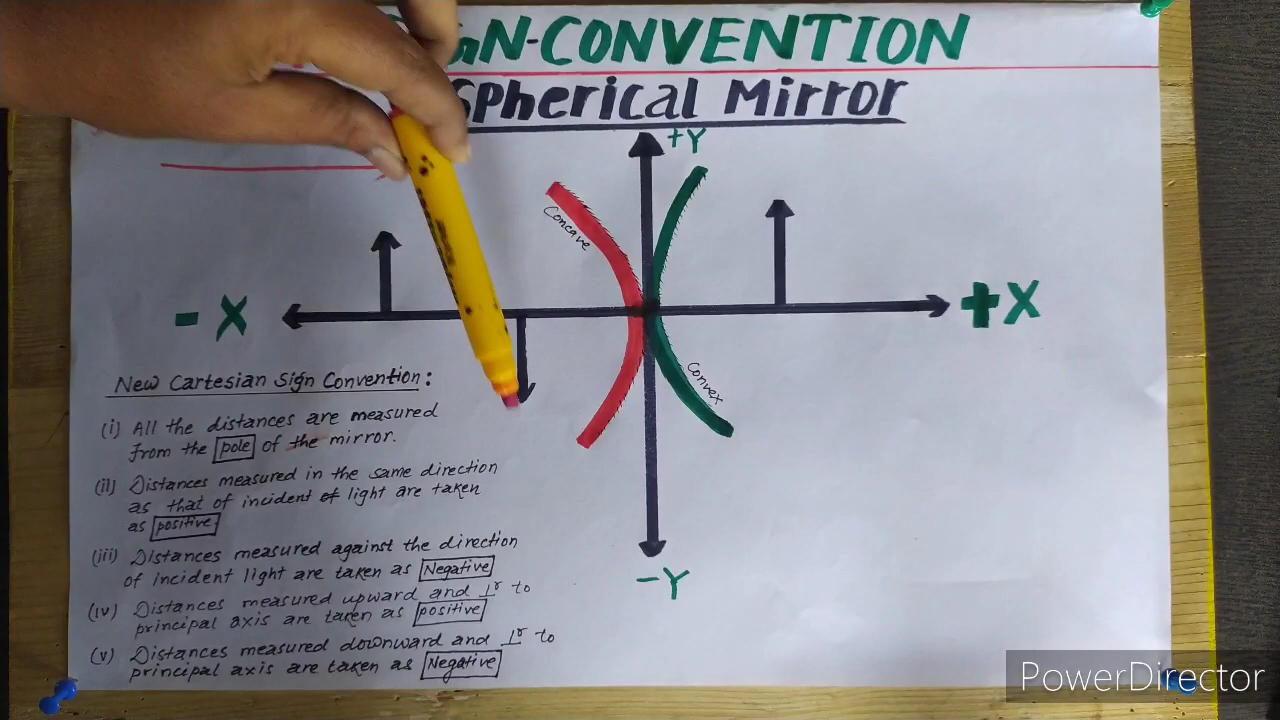 GN-CONVENTION
Spherical Mirror
+Y
Concave
- X
+X
Convex
New Cartesian Sign Convention:
(i) All the distances are measured
from the pole of the mirror.
(ii) Distances measured in the same direction
as that of incident of light are taken
as positive
(iii) Distances measured against the direction
of incident light are taken as Negative
(iv) Distances measured upward and ⊥r to
principal axis are taken as positive
(v) Distances measured downward and ⊥r to
principal axis are taken as Negative
-Y
PowerDirector